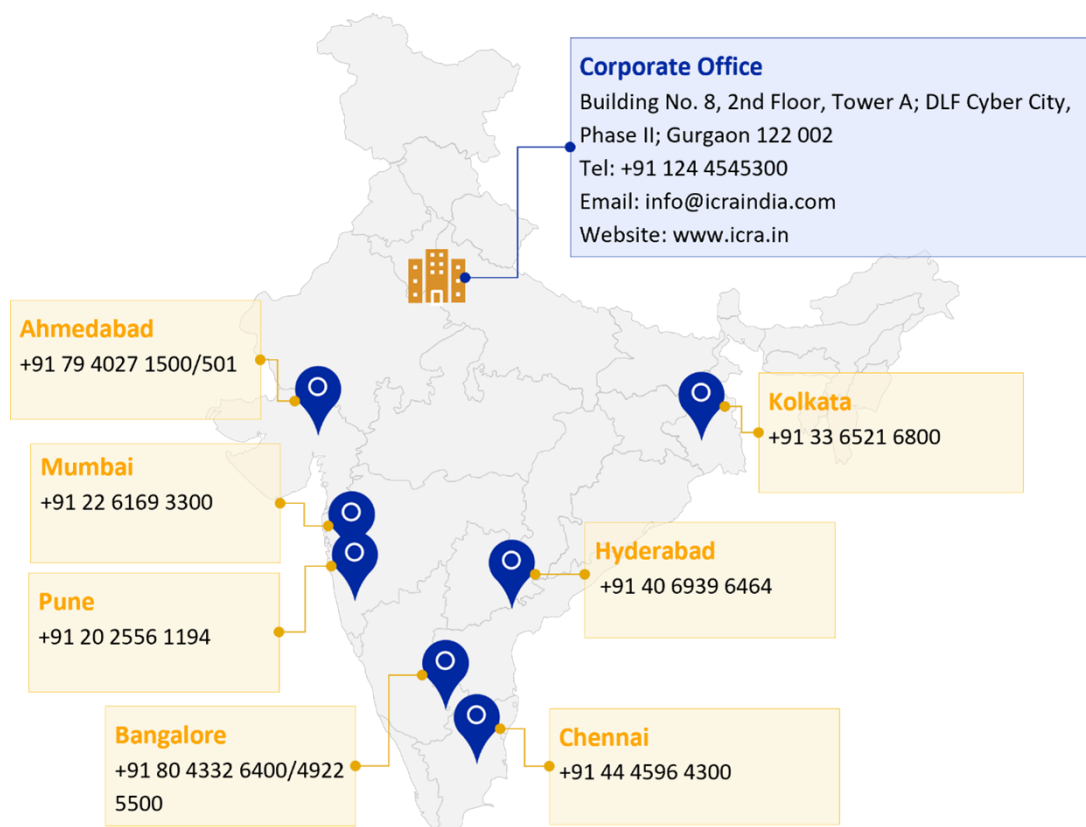 Corporate Office
Building No. 8, 2nd Floor, Tower A; DLF Cyber City,
Phase II; Gurgaon 122 002
Tel: +91 124 4545300
Email: info@icraindia.com
Website: www.icra.in
Ahmedabad
+91 79 4027 1500/501
Kolkata
+91 33 6521 6800
Mumbai
+91 22 6169 3300
Hyderabad
+91 40 6939 6464
Pune
+91 20 2556 1194
Bangalore
+91 80 4332 6400/4922
5500
Chennai
+91 44 4596 4300